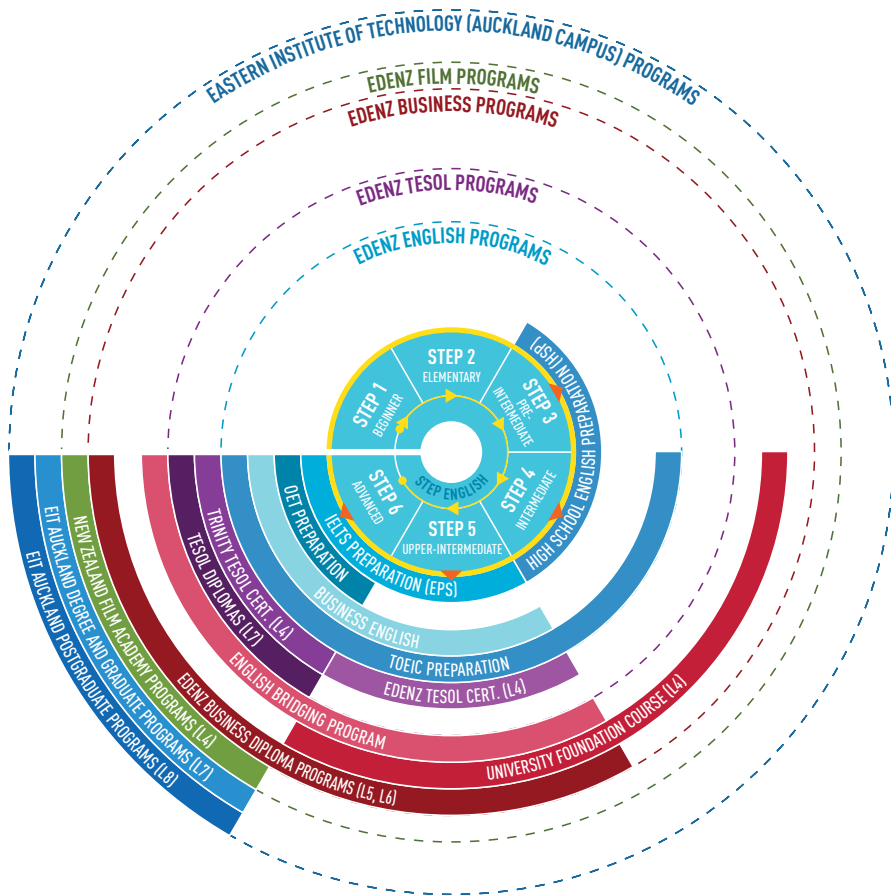 EASTERN INSTITUTE OF TECHNOLOGY (AUCKLAND CAMPUS) PROGRAMS
EDENZ FILM PROGRAMS
EDENZ BUSINESS PROGRAMS
EDENZ TESOL PROGRAMS
EDENZ ENGLISH PROGRAMS
STEP 1
BEGINNER
STEP 2
ELEMENTARY
STEP 3
PRE-
INTERMEDIATE
STEP 4
INTERMEDIATE
STEP 5
UPPER-INTERMEDIATE
STEP 6
ADVANCED
STEP ENGLISH
HIGH SCHOOL ENGLISH PREPARATION (HSP)
IELTS PREPARATION (EPS)
OET PREPARATION
BUSINESS ENGLISH
TOEIC PREPARATION
TRINITY TESOL CERT. (L4)
EDENZ TESOL CERT. (L4)
TESOL DIPLOMAS (L7)
ENGLISH BRIDGING PROGRAM
UNIVERSITY FOUNDATION COURSE (L4)
EDENZ BUSINESS DIPLOMA PROGRAMS (L5, L6)
NEW ZEALAND FILM ACADEMY PROGRAMS (L4)
EIT AUCKLAND DEGREE AND GRADUATE PROGRAMS (L7)
EIT AUCKLAND POSTGRADUATE PROGRAMS (L8)